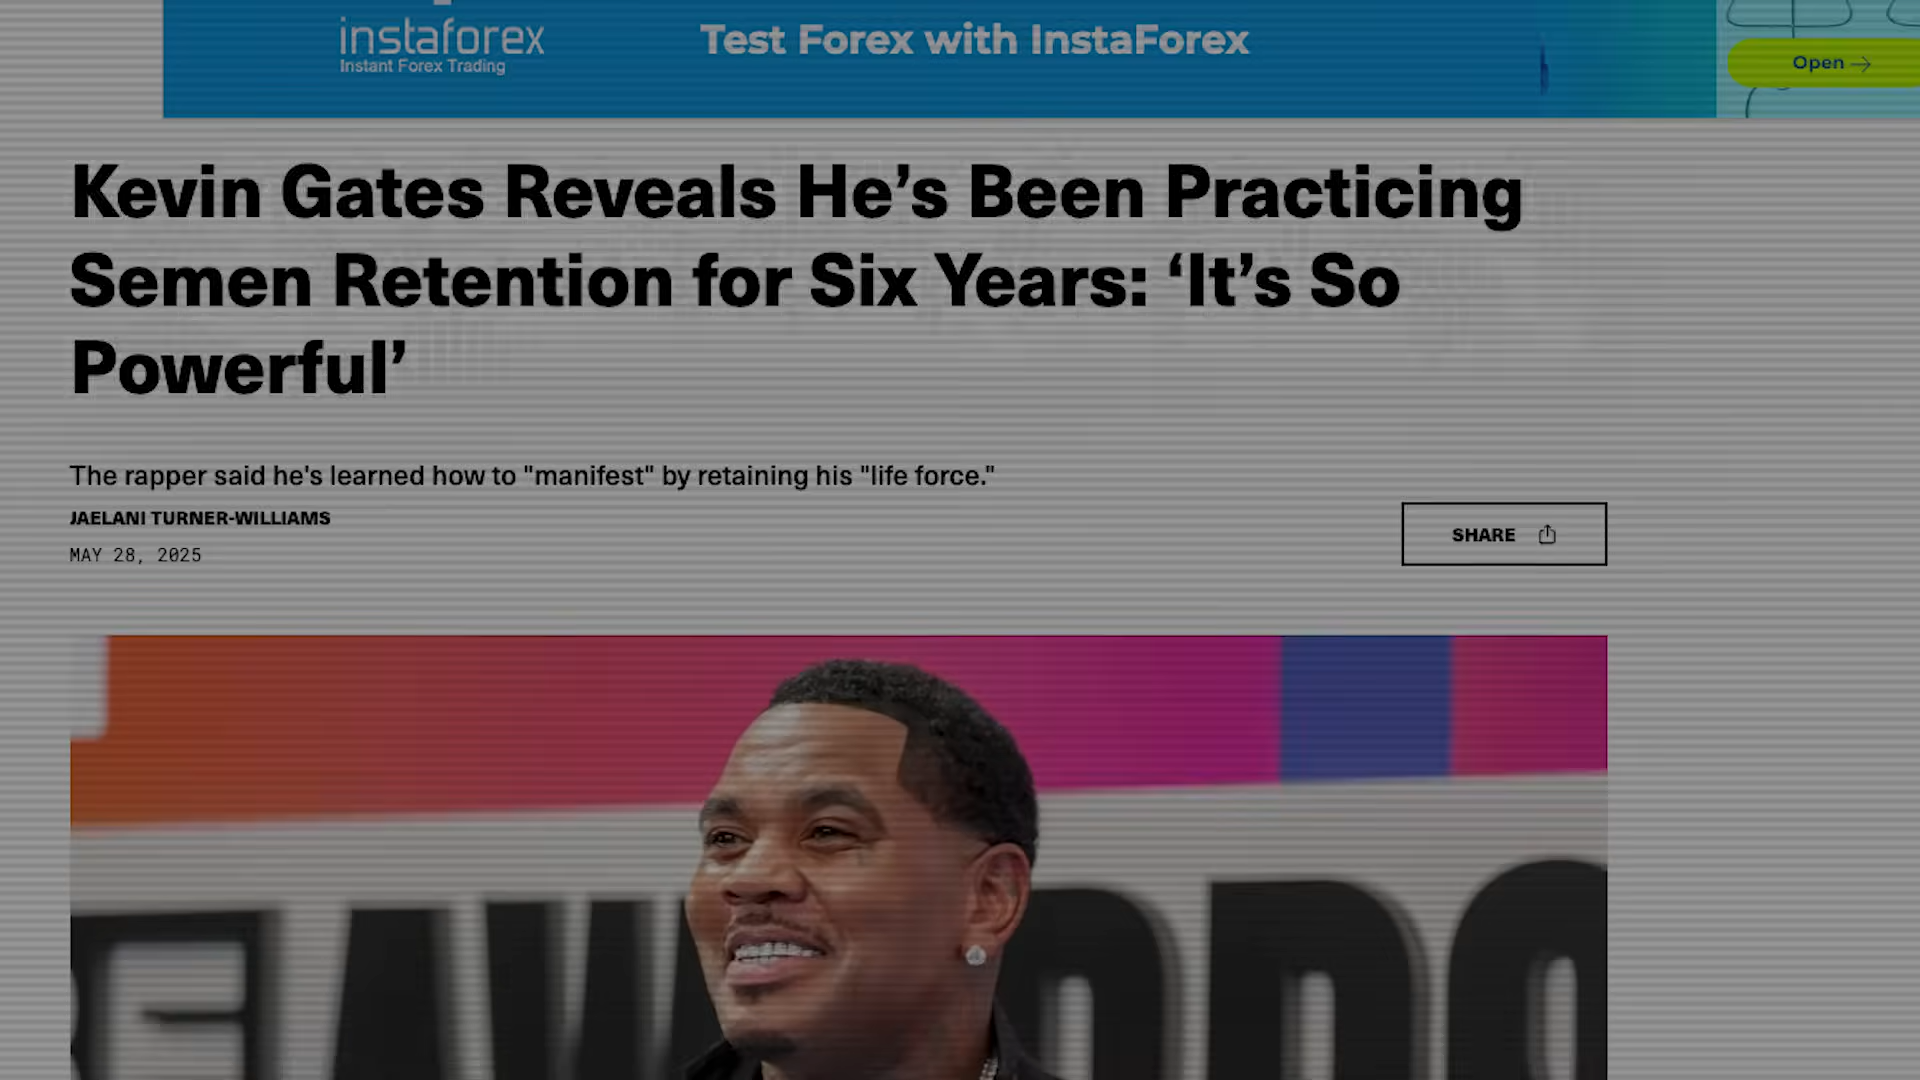 instaforex
Instant Forex Trading
Test Forex with InstaForex
Open →
Kevin Gates Reveals He’s Been Practicing
Semen Retention for Six Years: ‘It’s So
Powerful’
The rapper said he's learned how to "manifest" by retaining his "life force."
JAELANI TURNER-WILLIAMS
MAY 28, 2025
SHARE